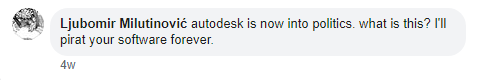 Ljubomir Milutinović autodesk is now into politics. what is this? I'll
pirat your software forever.
4w